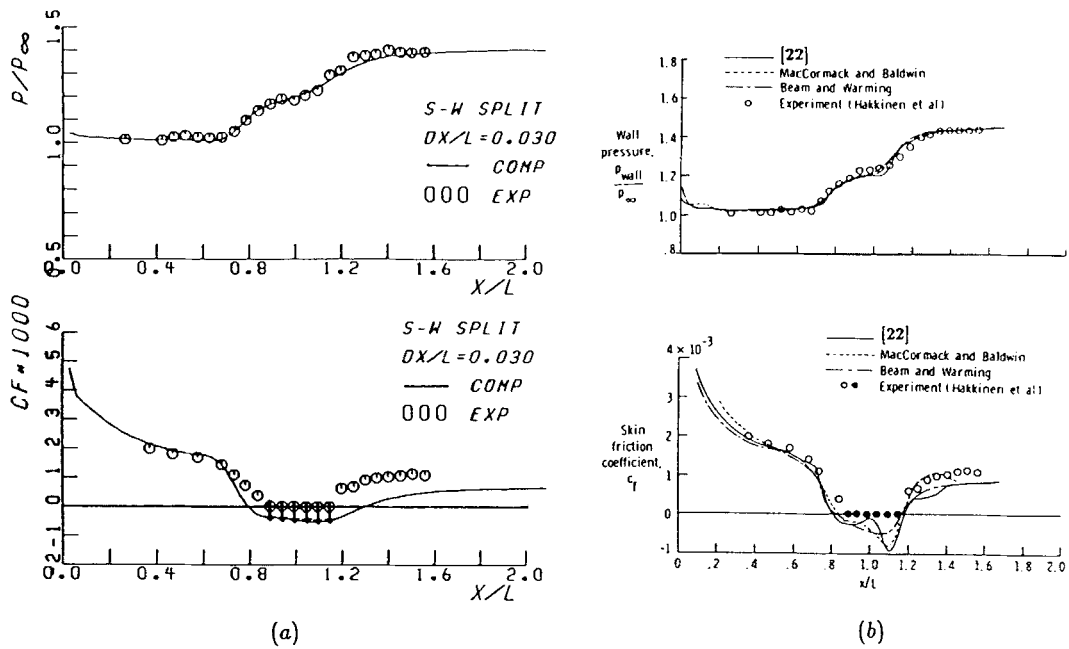 P/P∞
1.5
1.0
0.5
S-W SPLIT
DX/L=0.030
COMP
000 EXP
0.0 0.4 0.8 1.2 1.6 2.0
X/L
CF*1000
6
5
4
3
2
1
0
-1
-2
S-W SPLIT
DX/L=0.030
COMP
000 EXP
0.0 0.4 0.8 1.2 1.6 2.0
X/L
(a)
[22]
MacCormack and Baldwin
Beam and Warming
Experiment (Hakkinen et al)
1.8
1.6
1.4
1.2
1.0
.8
Wall
pressure,
p wall
p∞
[22]
MacCormack and Baldwin
Beam and Warming
Experiment (Hakkinen et al)
4 × 10⁻³
2
0
-1
Skin
friction
coefficient,
c f
0 .2 .4 .6 .8 1.0 1.2 1.4 1.6 1.8 2.0
x/L
(b)